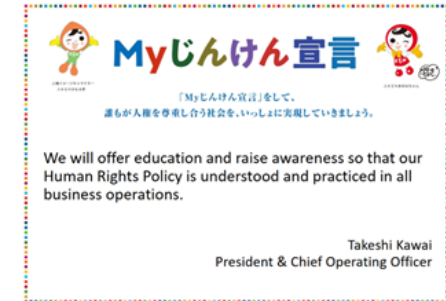 Myじんけん宣言
「Myじんけん宣言」をして、
誰もが人権を尊重し合う社会を、いっしょに実現していきましょう。
We will offer education and raise awareness so that our
Human Rights Policy is understood and practiced in all
business operations.
Takeshi Kawai
President & Chief Operating Officer